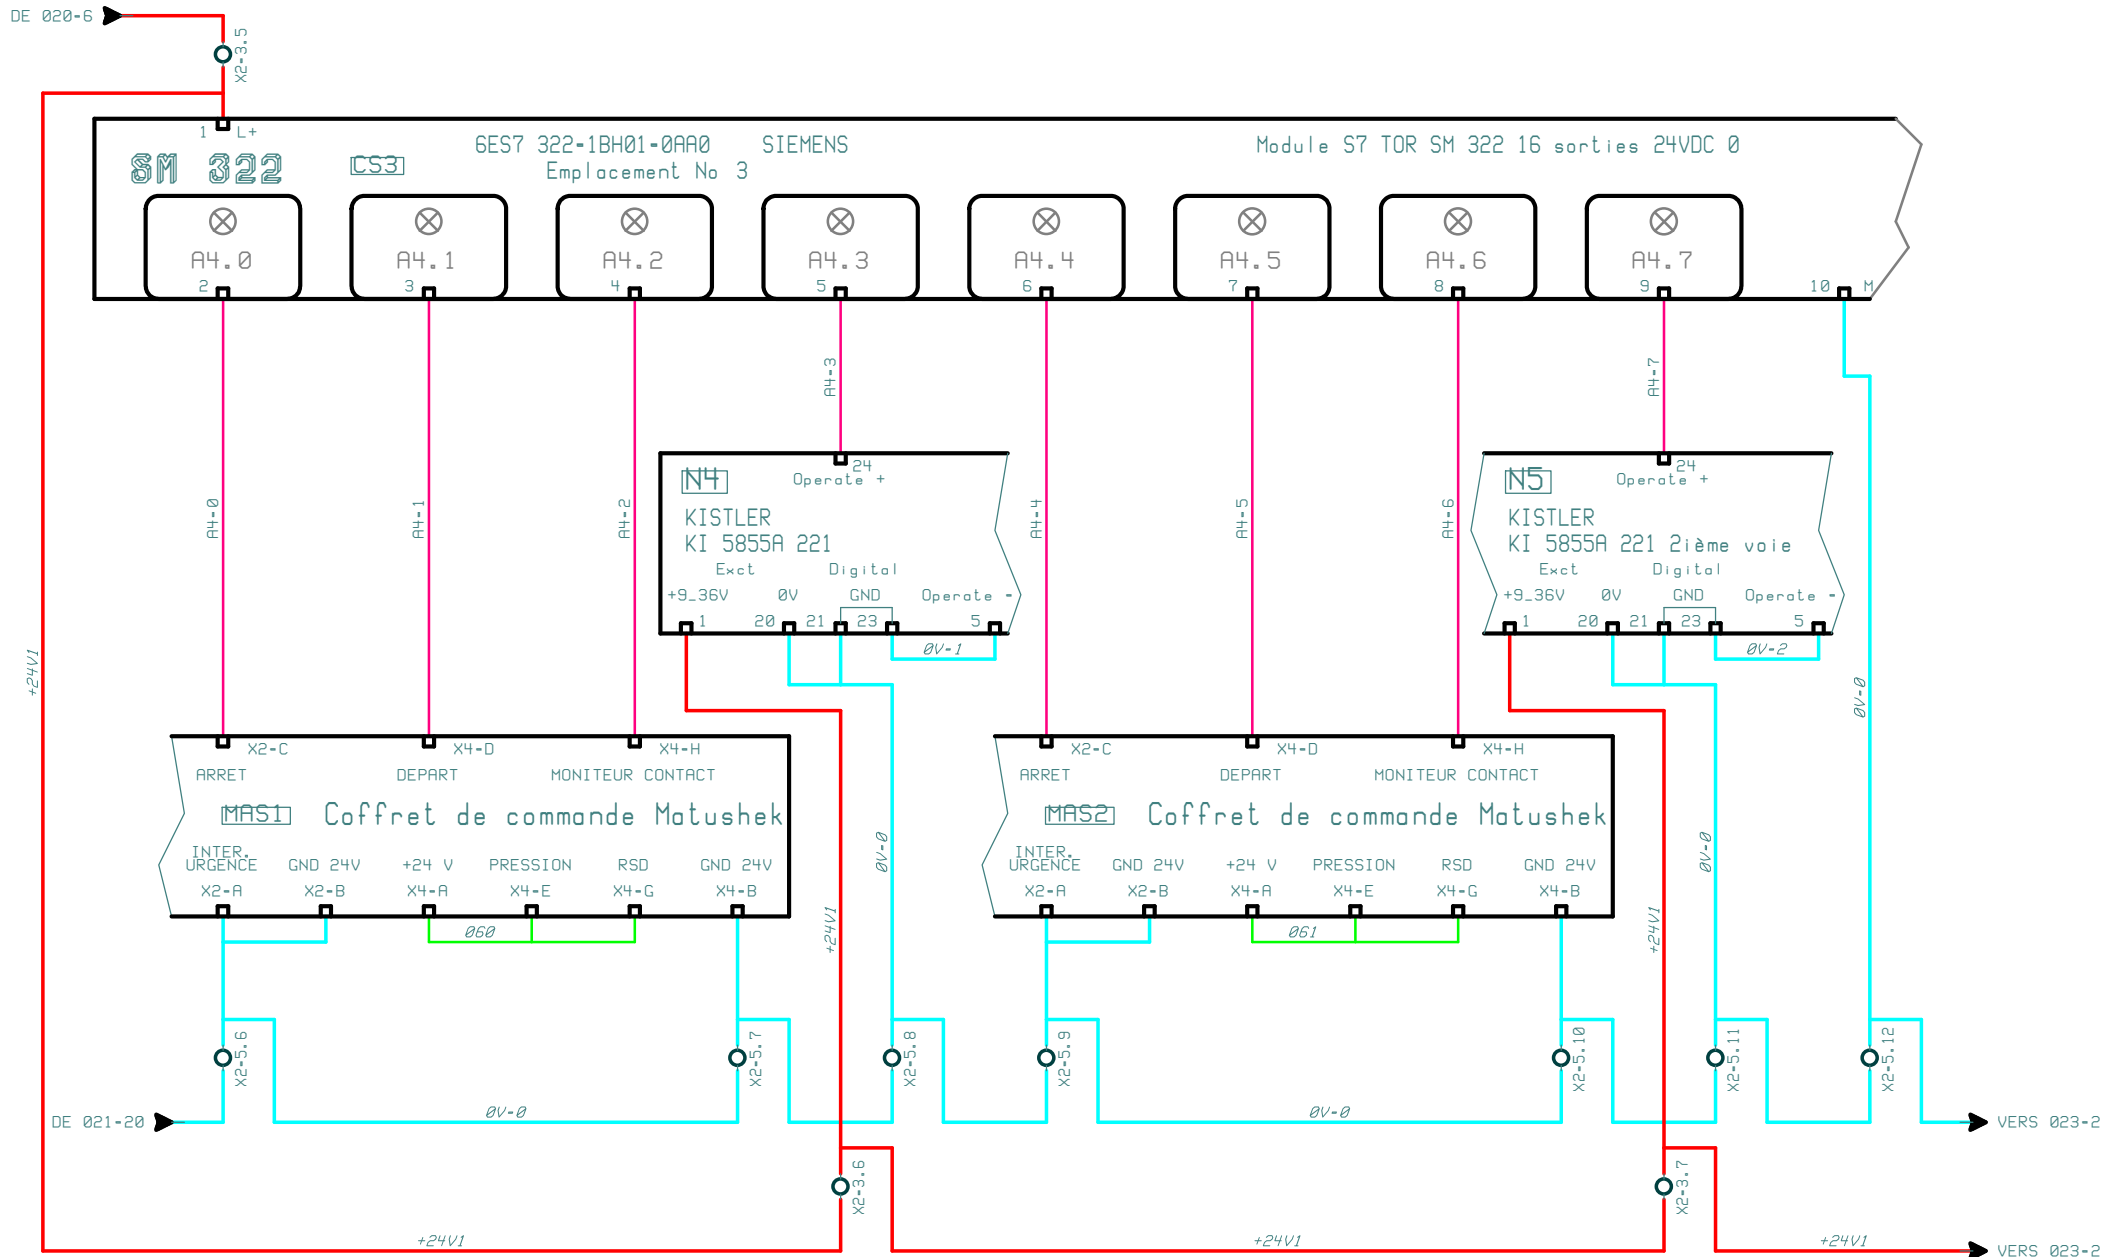 DE 020-6
X2-3.5
1 L+
SM 322
CS3
6ES7 322-1BH01-0AA0 SIEMENS
Emplacement No 3
Module S7 TOR SM 322 16 sorties 24VDC 0
A4.0 A4.1 A4.2 A4.3 A4.4 A4.5 A4.6 A4.7
2 3 4 5 6 7 8 9 10 M
A4-0
A4-1
A4-2
A4-3
A4-4
A4-5
A4-6
A4-7
N4
24
Operate +
KISTLER
KI 5855A 221
Exct Digital
+9_36V 0V GND Operate -
1 20 21 23 5
0V-1
N5
24
Operate +
KISTLER
KI 5855A 221 2ième voie
Exct Digital
+9_36V 0V GND Operate -
1 20 21 23 5
0V-2
+24V1
0V-0
X2-C X4-D X4-H
ARRET DEPART MONITEUR CONTACT
MAS1 Coffret de commande Matushek
INTER.
URGENCE GND 24V +24 V PRESSION RSD GND 24V
X2-A X2-B X4-A X4-E X4-G X4-B
060
X2-C X4-D X4-H
ARRET DEPART MONITEUR CONTACT
MAS2 Coffret de commande Matushek
INTER.
URGENCE GND 24V +24 V PRESSION RSD GND 24V
X2-A X2-B X4-A X4-E X4-G X4-B
061
0V-0
+24V1
0V-0
+24V1
X2-5.6
X2-5.7
X2-5.8
X2-5.9
X2-5.10
X2-5.11
X2-5.12
DE 021-20
0V-0
0V-0
VERS 023-2
X2-3.6
X2-3.7
+24V1
+24V1
+24V1
VERS 023-2